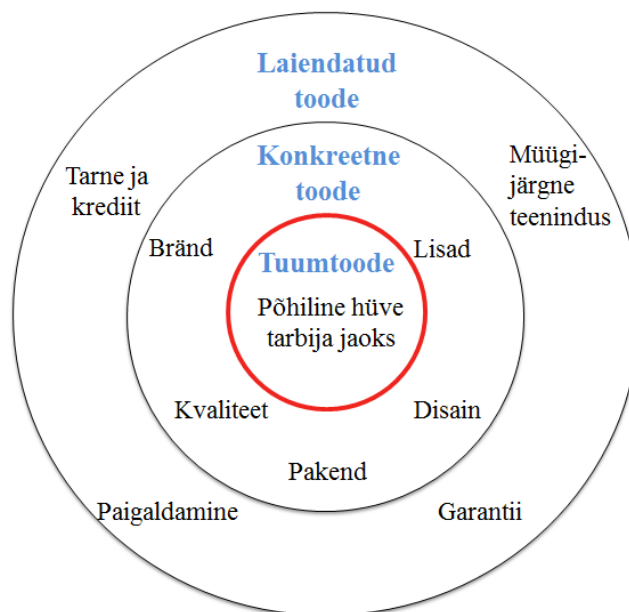 Laiendatud
toode
Konkreetne
toode
Tarne ja
krediit
Müügi-
järgne
teenindus
Bränd
Lisad
Tuumtoode
Põhiline hüve
tarbija jaoks
Kvaliteet
Disain
Pakend
Paigaldamine
Garantii